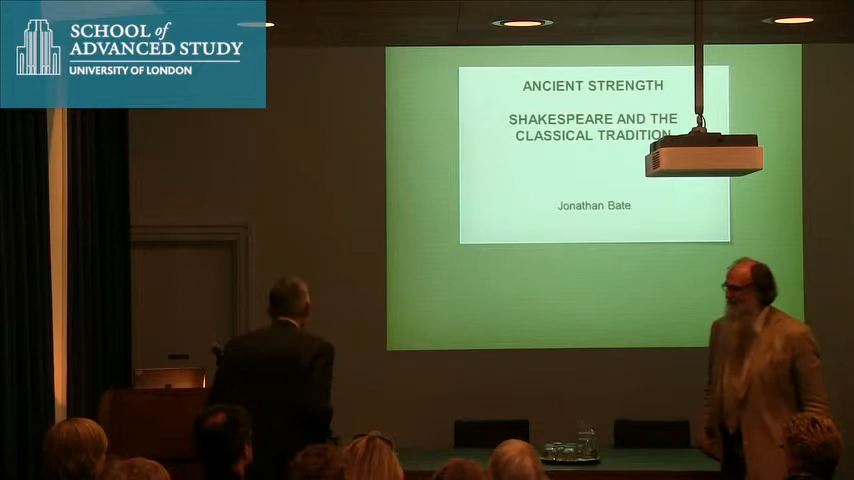 SCHOOL of
ADVANCED STUDY
UNIVERSITY OF LONDON
ANCIENT STRENGTH
SHAKESPEARE AND THE
CLASSICAL TRADITION
Jonathan Bate